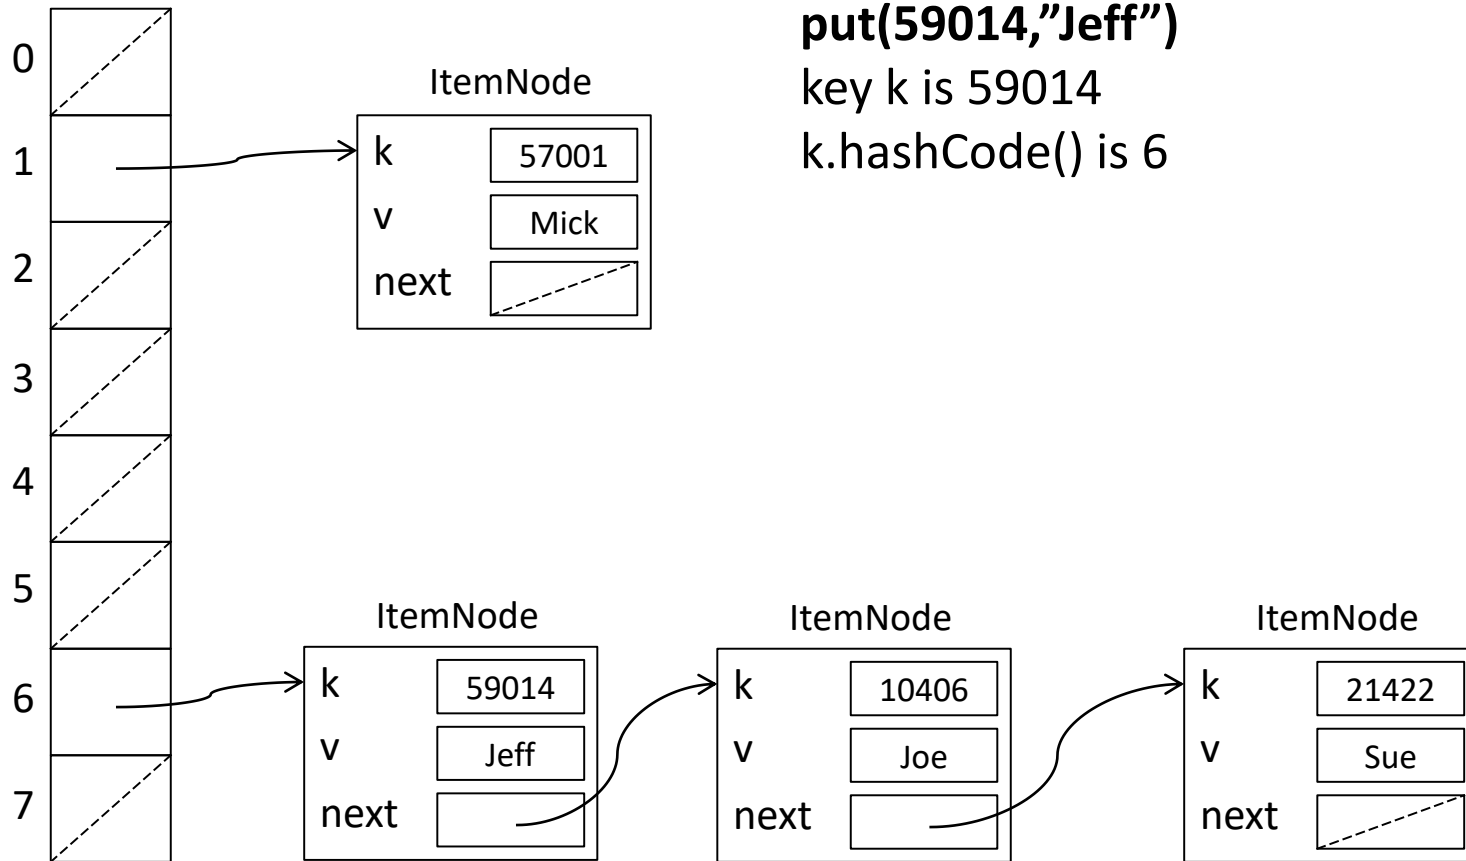 put(59014,”Jeff”)
key k is 59014
k.hashCode() is 6
0
1
2
3
4
5
6
7
ItemNode
k 57001
v Mick
next
ItemNode
k 59014
v Jeff
next
ItemNode
k 10406
v Joe
next
ItemNode
k 21422
v Sue
next